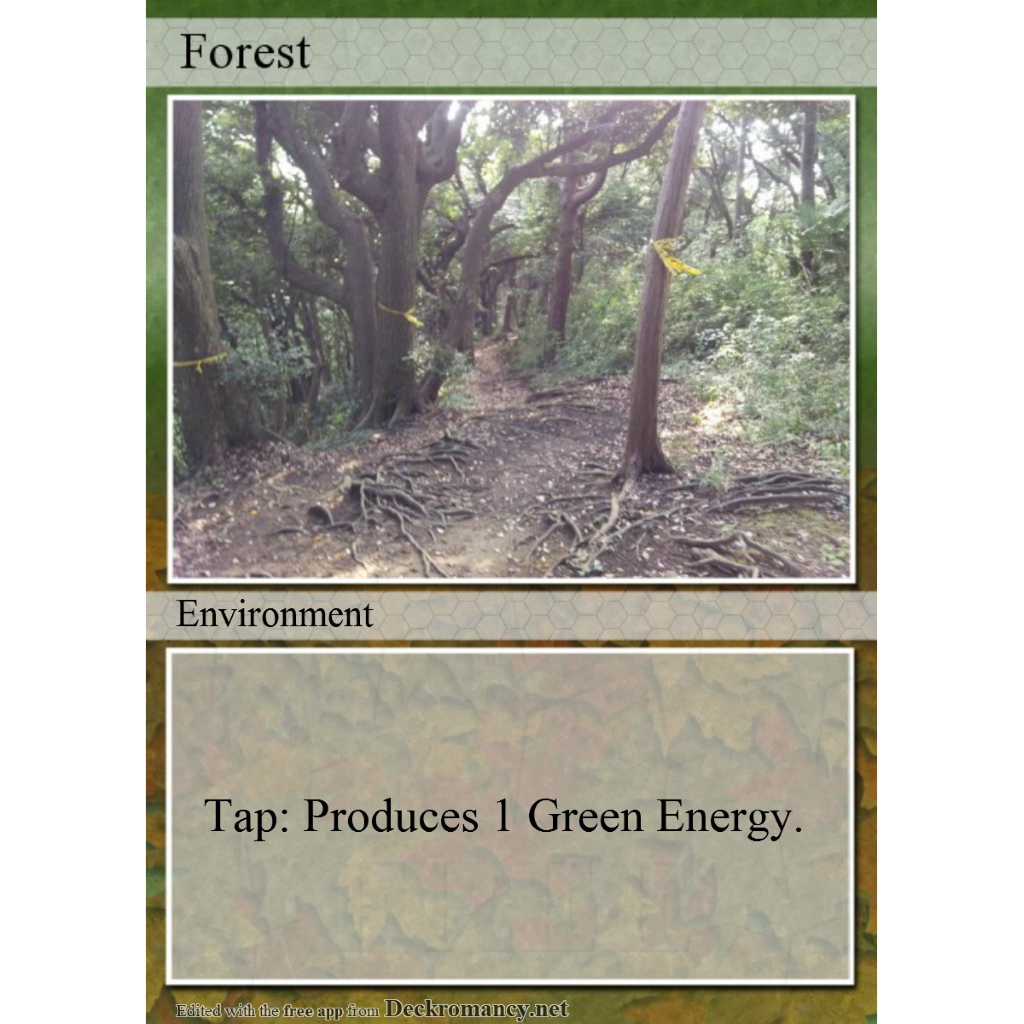 Forest
Environment
Tap: Produces 1 Green Energy.
Edited with the free app from Deckromancy.net